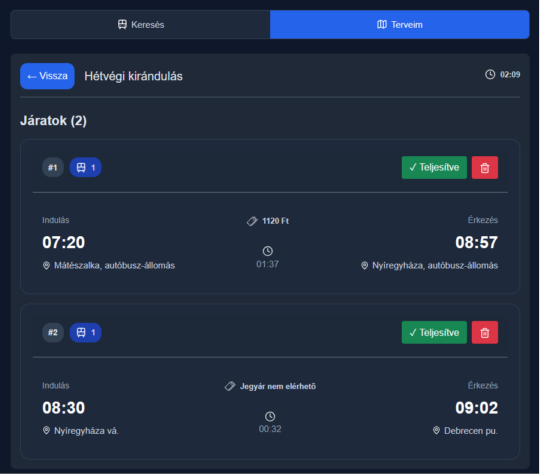 Keresés
Terveim
← Vissza Hétvégi kirándulás 02:09
Járatok (2)
#1 1 ✓ Teljesítve
Indulás 1120 Ft Érkezés
07:20 08:57
01:37
Mátészalka, autóbusz-állomás Nyíregyháza, autóbusz-állomás
#2 1 ✓ Teljesítve
Indulás Jegyár nem elérhető Érkezés
08:30 09:02
00:32
Nyíregyháza vá. Debrecen pu.